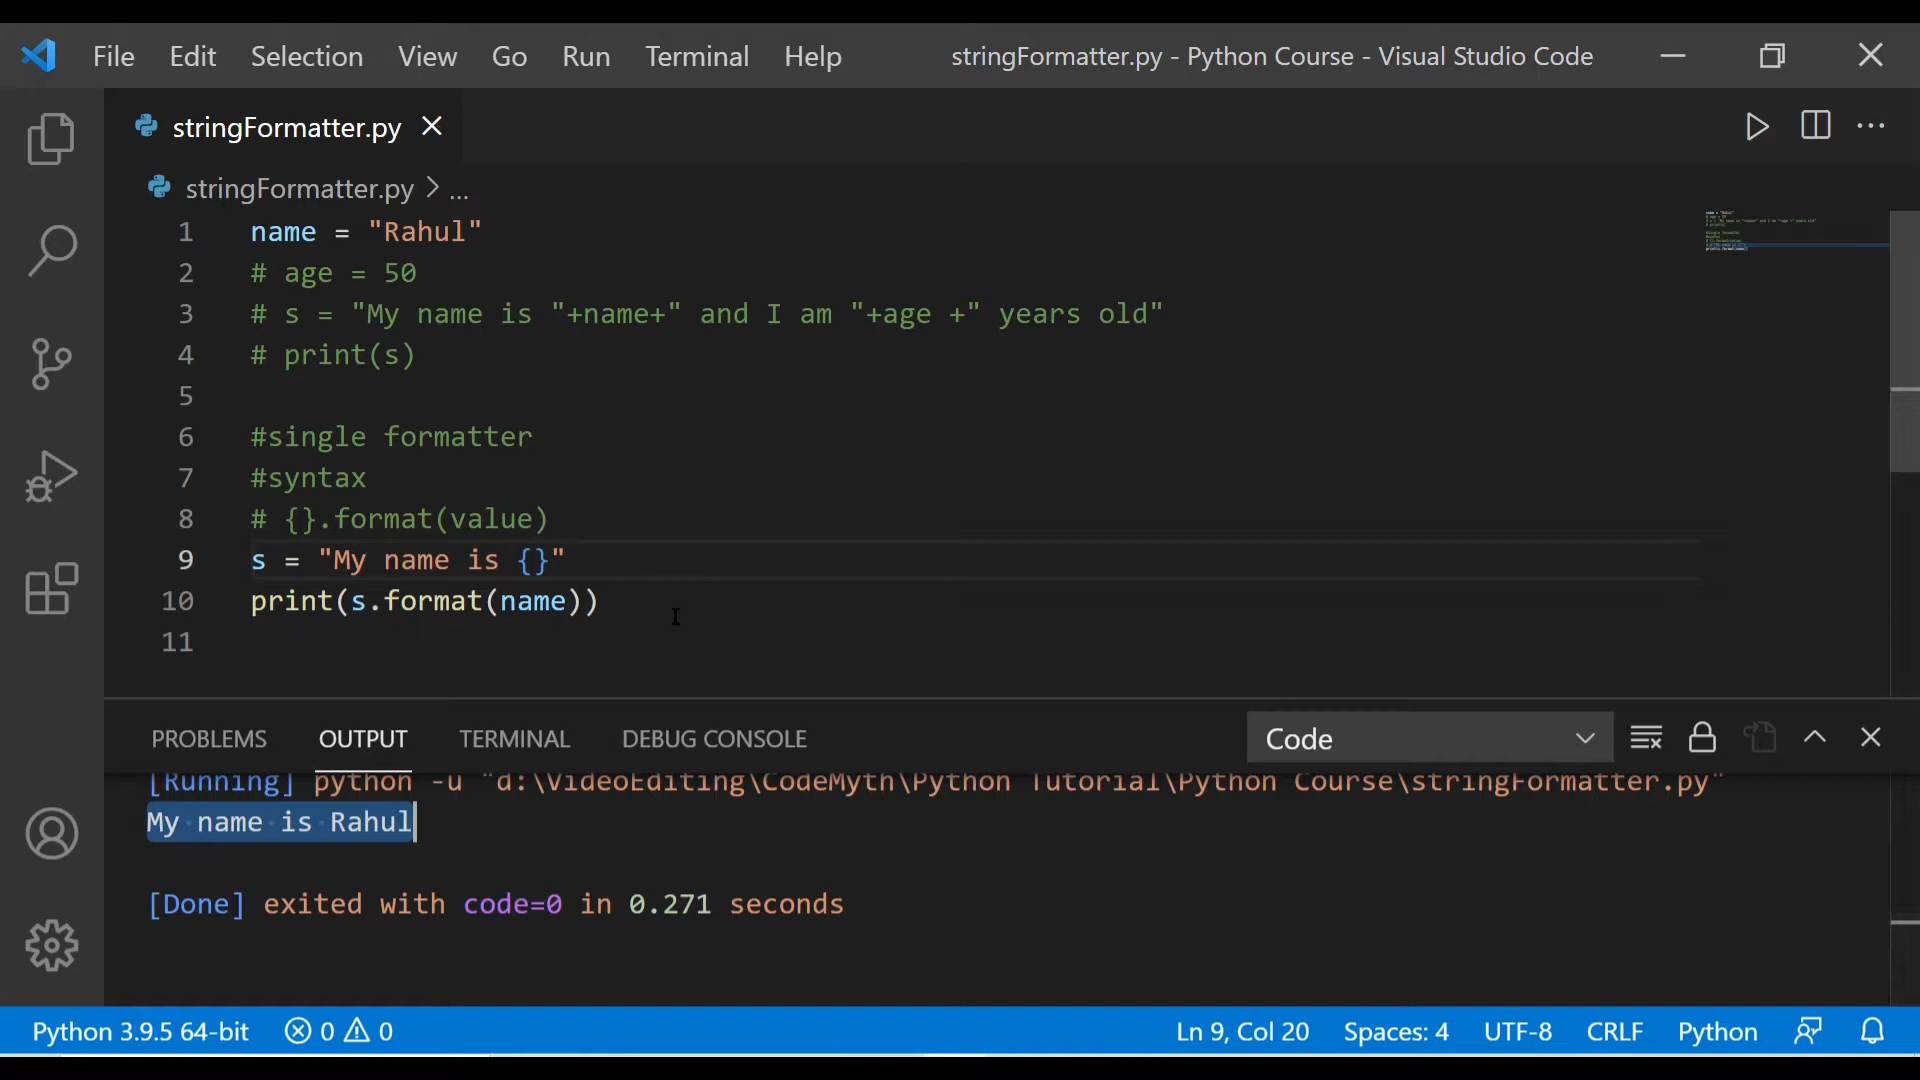 File Edit Selection View Go Run Terminal Help stringFormatter.py - Python Course - Visual Studio Code
stringFormatter.py
stringFormatter.py > ...
1 name = "Rahul"
2 # age = 50
3 # s = "My name is "+name+" and I am "+age +" years old"
4 # print(s)
5
6 #single formatter
7 #syntax
8 # {}.format(value)
9 s = "My name is {}"
10 print(s.format(name))
11
PROBLEMS OUTPUT TERMINAL DEBUG CONSOLE Code
[Running] python -u "d:\VideoEditing\CodeMyth\Python Tutorial\Python Course\stringFormatter.py"
My name is Rahul
[Done] exited with code=0 in 0.271 seconds
Python 3.9.5 64-bit 0 0 Ln 9, Col 20 Spaces: 4 UTF-8 CRLF Python